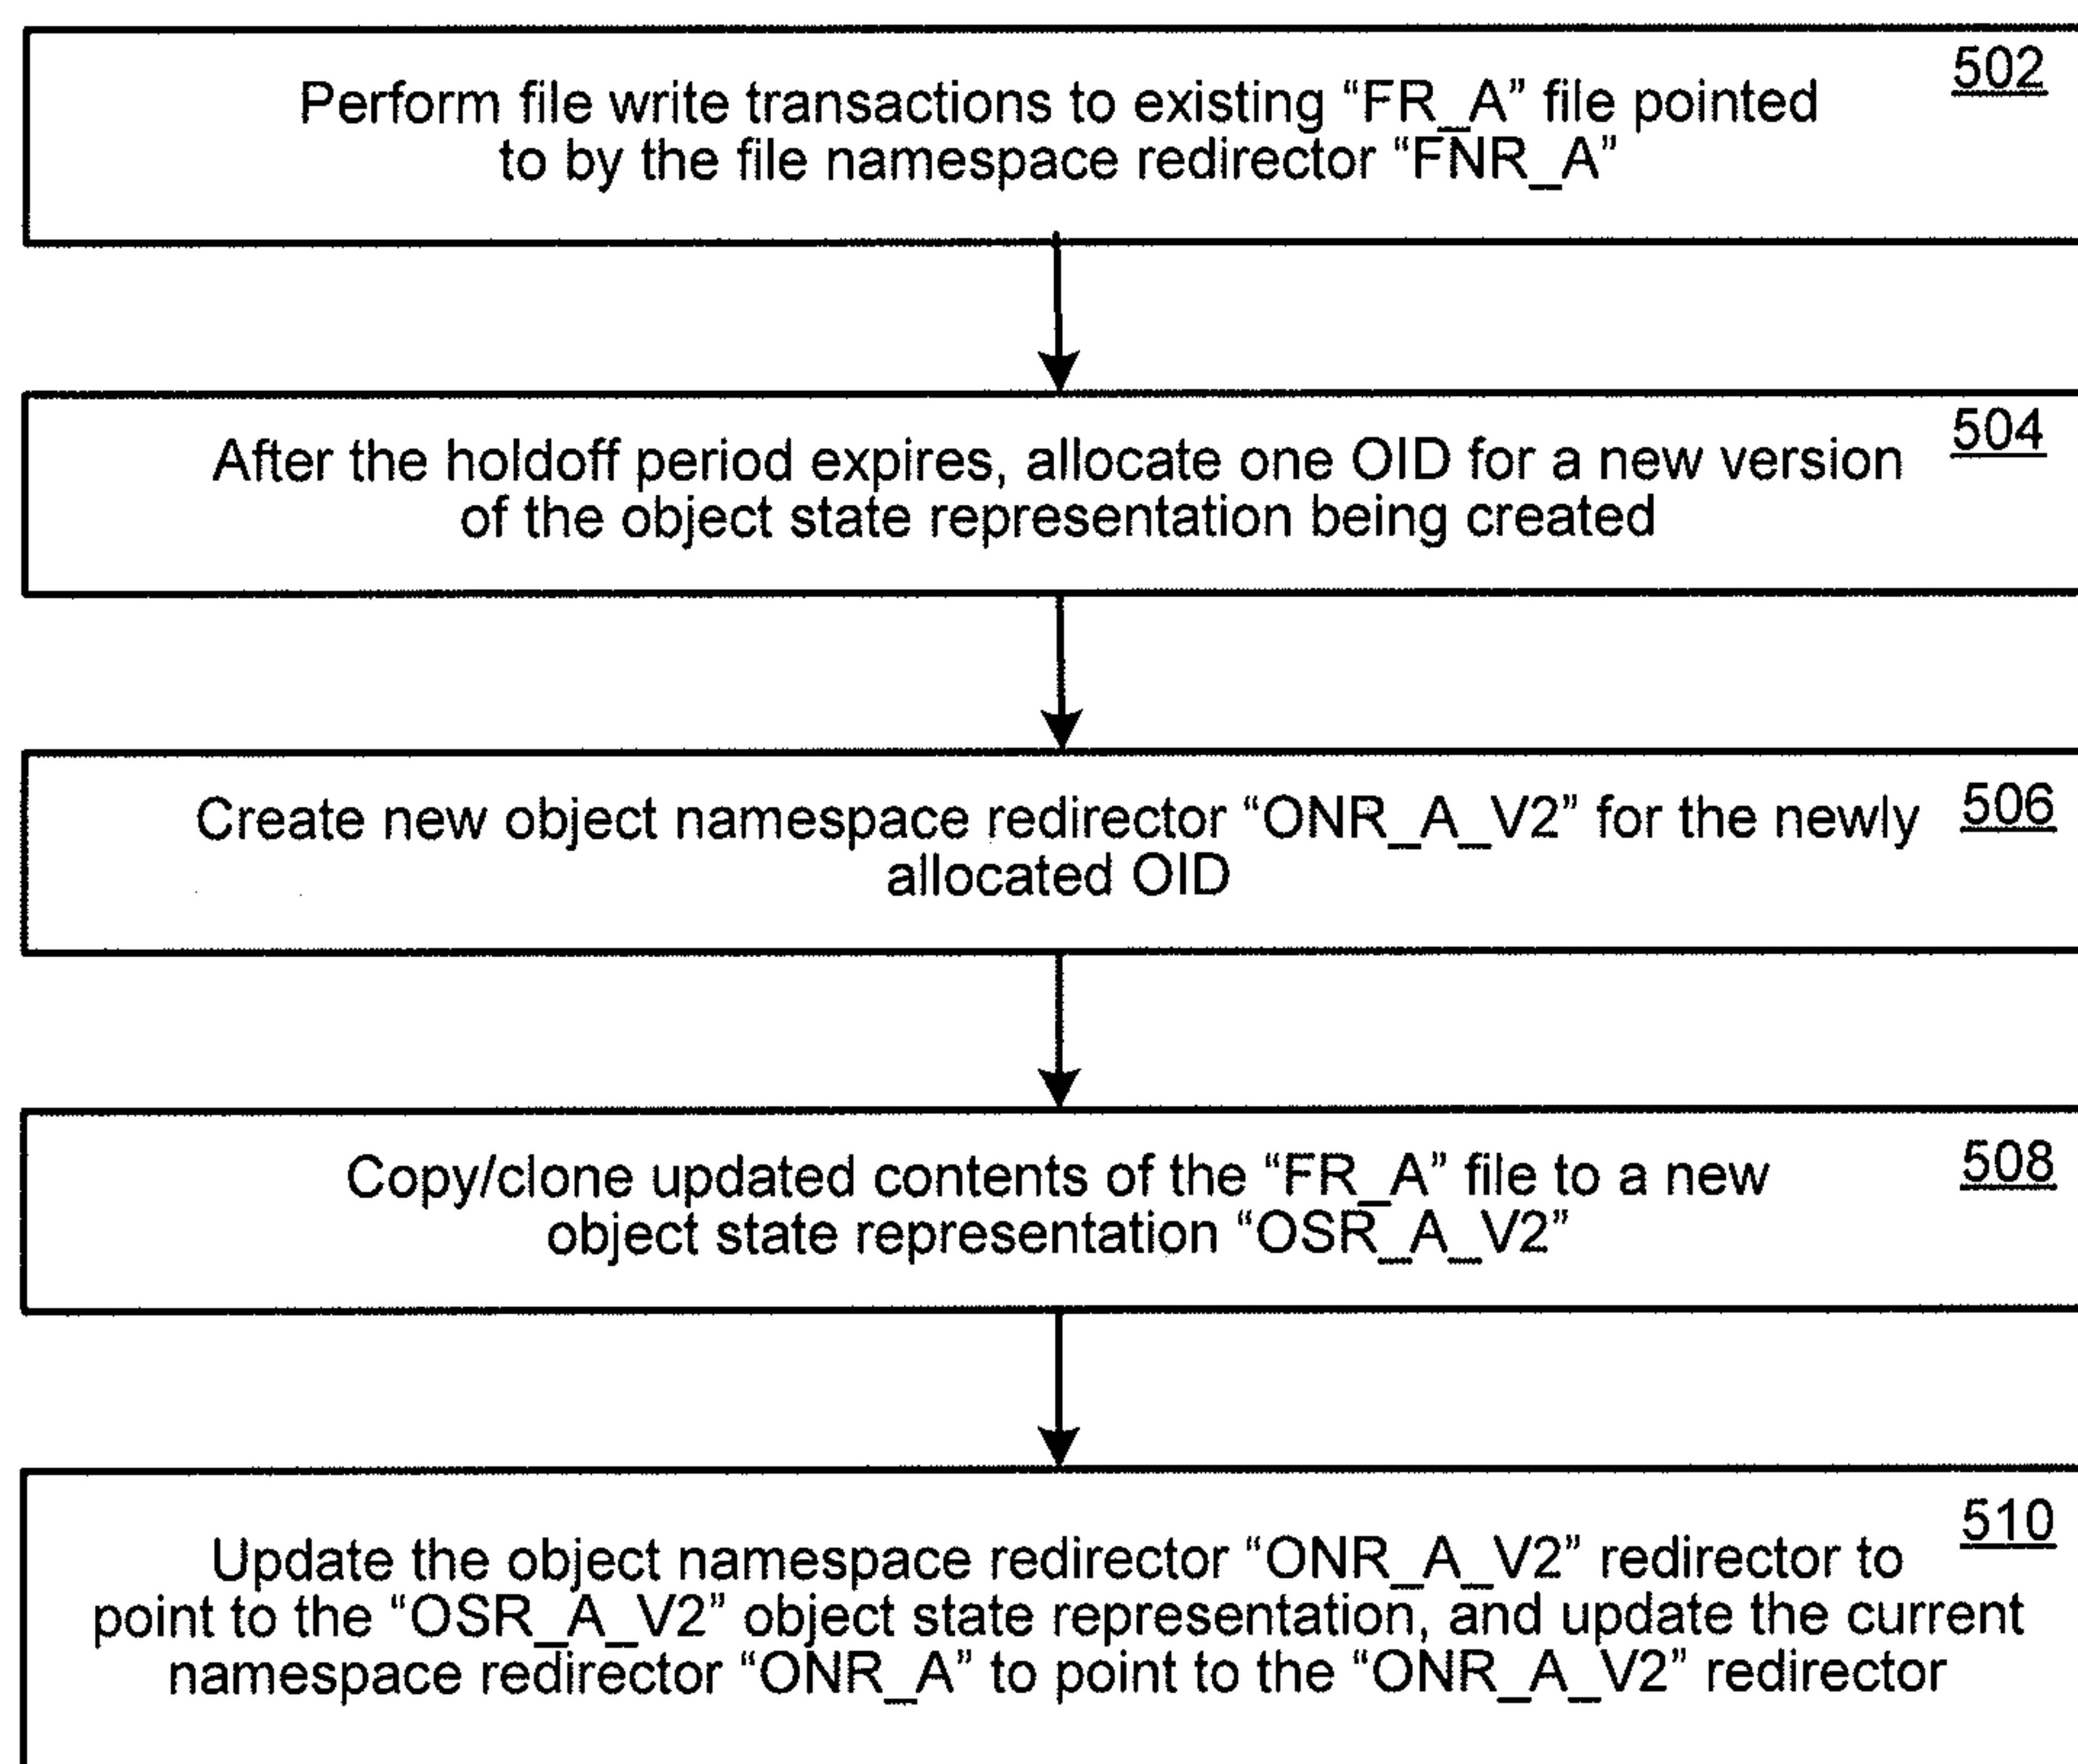 502
Perform file write transactions to existing “FR_A” file pointed
to by the file namespace redirector “FNR_A”
504
After the holdoff period expires, allocate one OID for a new version
of the object state representation being created
506
Create new object namespace redirector “ONR_A_V2” for the newly
allocated OID
508
Copy/clone updated contents of the “FR_A” file to a new
object state representation “OSR_A_V2”
510
Update the object namespace redirector “ONR_A_V2” redirector to
point to the “OSR_A_V2” object state representation, and update the current
namespace redirector “ONR_A” to point to the “ONR_A_V2” redirector